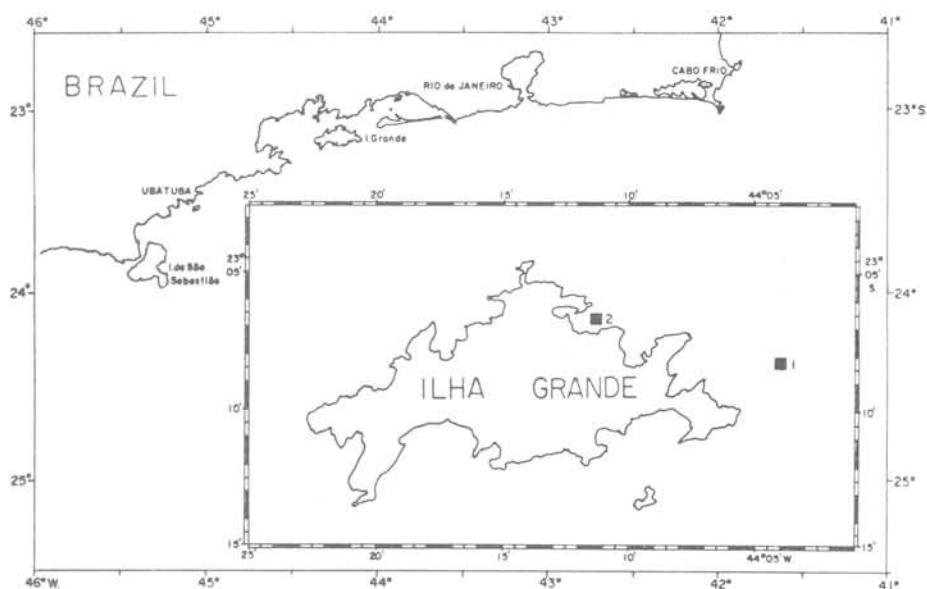 46° 45° 44° 43° 42° 41°
BRAZIL
CABO FRIO
RIO de JANEIRO
23° 23°S.
I. Grande
UBATUBA
25' 20' 15' 10' 44°05'
I. de São
Sebastião
23°
05'
23°
05'
S.
24° 24°
2
1
ILHA GRANDE
10' 10'
25° 25°
15' 15'
25' 20' 15' 10' 44°05'W.
46°W. 45° 44° 43° 42° 41°